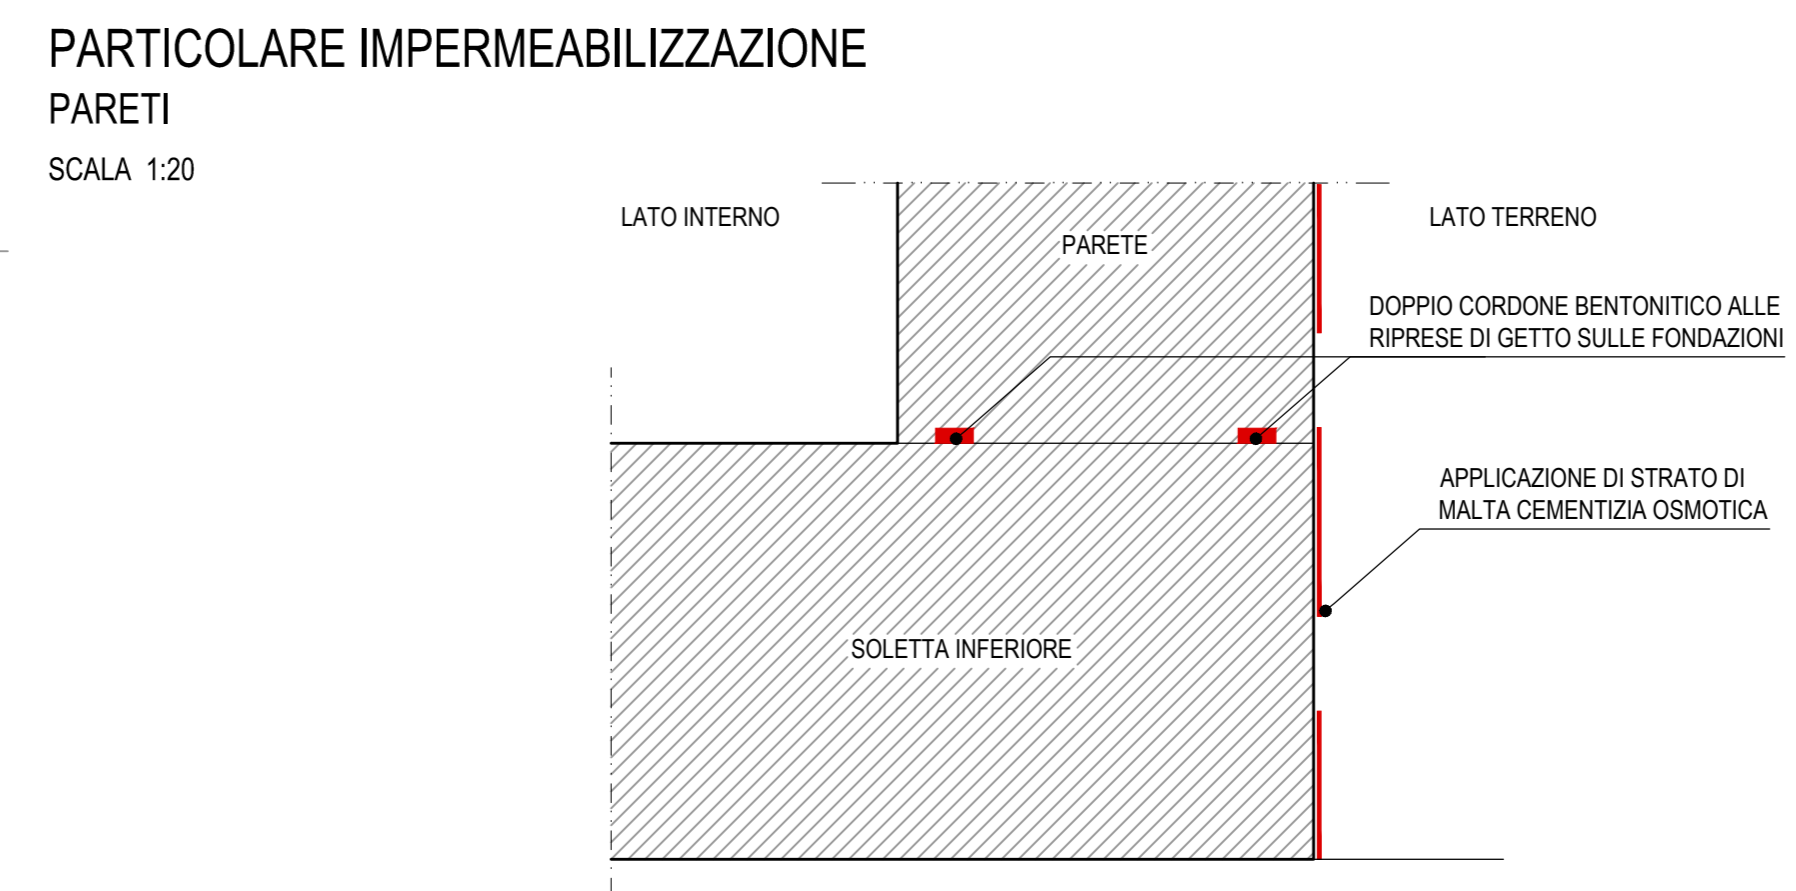 PARTICOLARE IMPERMEABILIZZAZIONE
PARETI
SCALA 1:20
LATO INTERNO
LATO TERRENO
PARETE
DOPPIO CORDONE BENTONITICO ALLE
RIPRESE DI GETTO SULLE FONDAZIONI
APPLICAZIONE DI STRATO DI
MALTA CEMENTIZIA OSMOTICA
SOLETTA INFERIORE